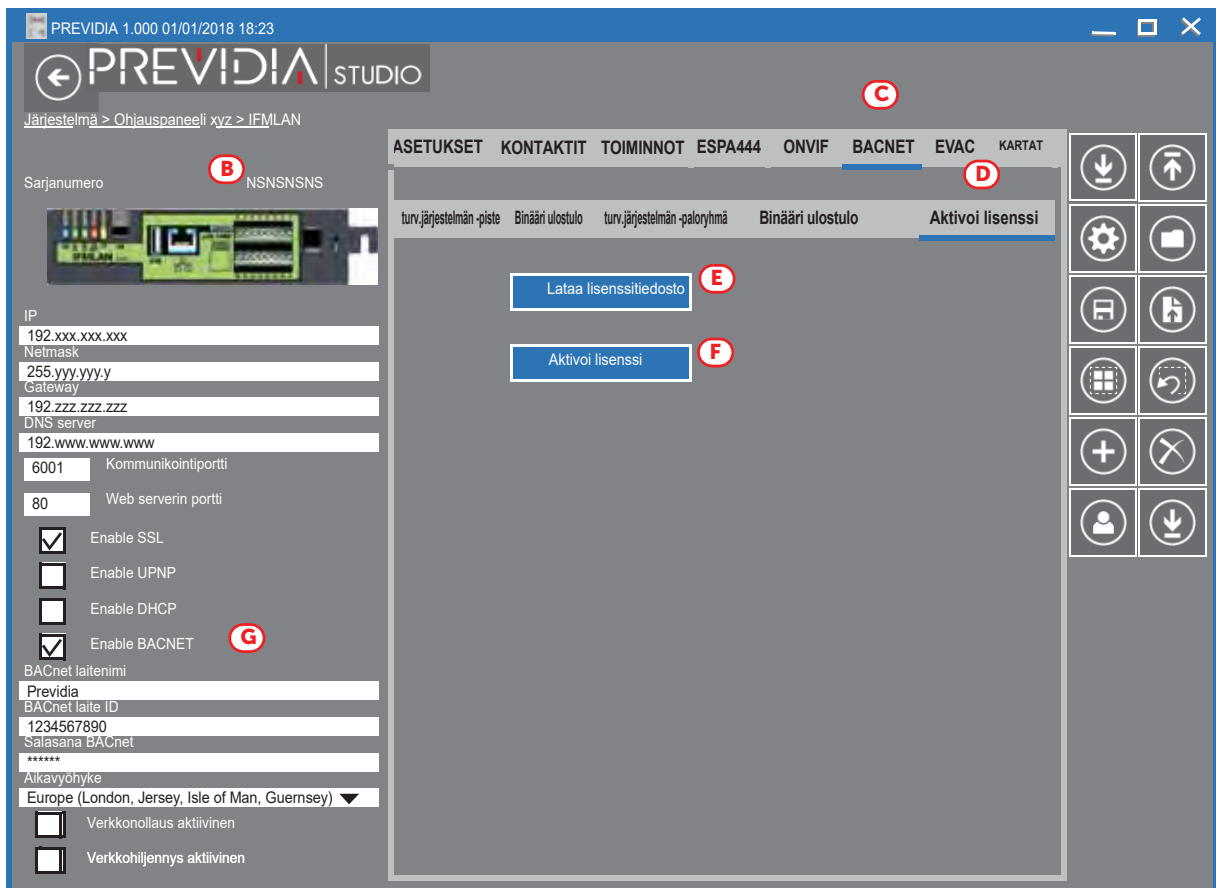 PREVIDIA 1.000 01/01/2018 18:23
PREVIDIA STUDIO
Järjestelmä > Ohjauspaneeli xyz > IFMLAN
C
ASETUKSET KONTAKTIT TOIMINNOT ESPA444 ONVIF BACNET EVAC KARTAT
B
D
Sarjanumero NSNSNSNS
turv.järjestelmän -piste Binääri ulostulo turv.järjestelmän -paloryhmä Binääri ulostulo Aktivoi lisenssi
IFMLAN
Lataa lisenssitiedosto E
Aktivoi lisenssi F
IP
192.xxx.xxx.xxx
Netmask
255.yyy.yyy.y
Gateway
192.zzz.zzz.zzz
DNS server
192.www.www.www
6001 Kommunikointiportti
80 Web serverin portti
Enable SSL
Enable UPNP
Enable DHCP
Enable BACNET G
BACnet laitenimi
Previdia
BACnet laite ID
1234567890
Salasana BACnet
******
Aikavyöhyke
Europe (London, Jersey, Isle of Man, Guernsey)
Verkkonollaus aktiivinen
Verkkohiljennys aktiivinen